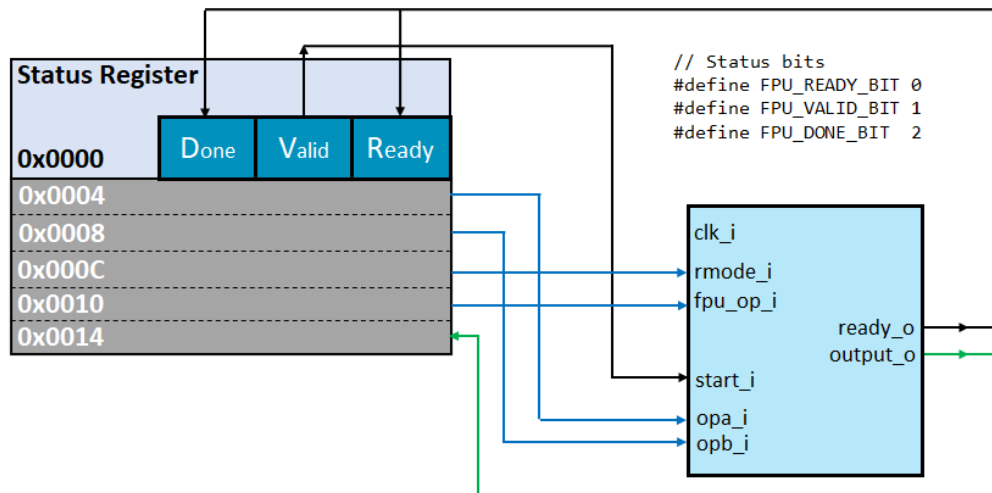 Status Register
0x0000
Done
Valid
Ready
0x0004
0x0008
0x000C
0x0010
0x0014
// Status bits
#define FPU_READY_BIT 0
#define FPU_VALID_BIT 1
#define FPU_DONE_BIT  2
clk_i
rmode_i
fpu_op_i
ready_o
output_o
start_i
opa_i
opb_i